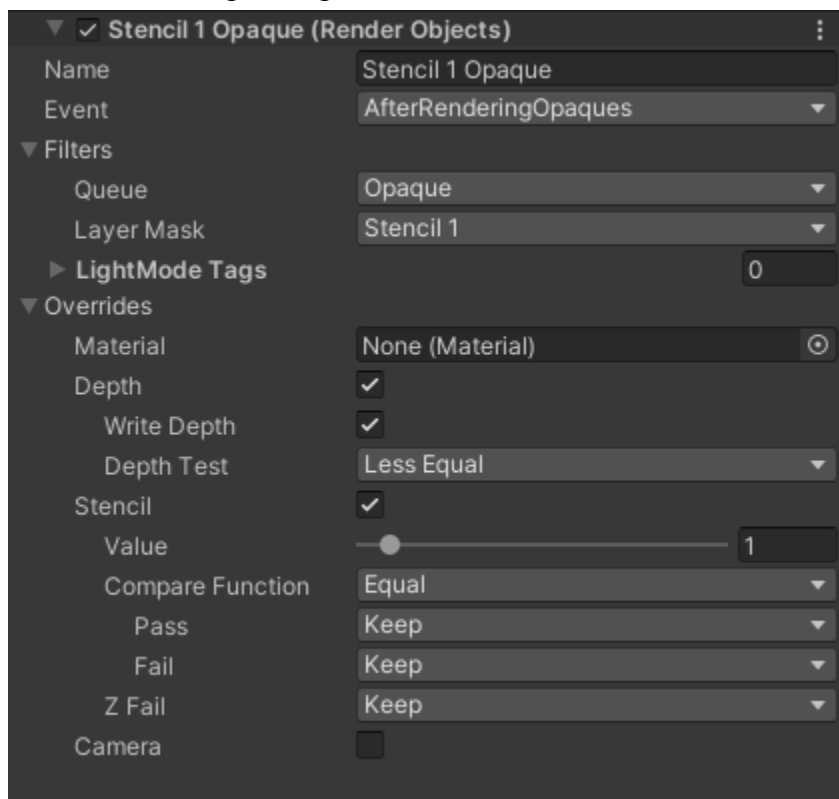 Stencil 1 Opaque (Render Objects)
Name Stencil 1 Opaque
Event AfterRenderingOpaques
Filters
Queue Opaque
Layer Mask Stencil 1
LightMode Tags 0
Overrides
Material None (Material)
Depth
Write Depth
Depth Test Less Equal
Stencil
Value 1
Compare Function Equal
Pass Keep
Fail Keep
Z Fail Keep
Camera